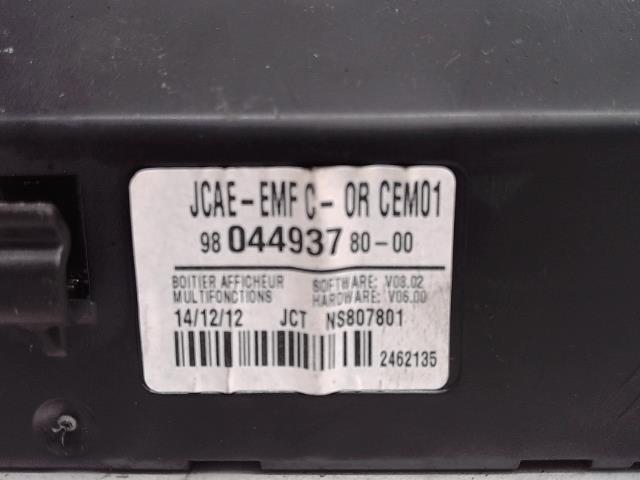 JCAE-EMF C-OR CEM01
98 044937 80-00
BOITIER AFFICHEUR SOFTWARE: V08.02
MULTIFONCTIONS HARDWARE: V06.00
14/12/12 JCT NS807801
2462135